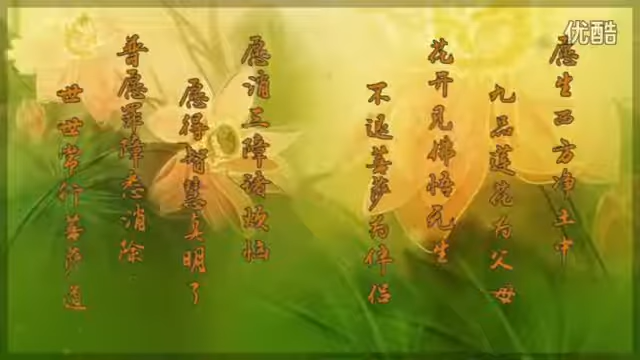 愿生西方净土中
九品莲花为父母
花开见佛悟无生
不退菩萨为伴侣
愿消三障诸烦恼
愿得智慧真明了
普愿罪障悉消除
世世常行菩萨道
优酷